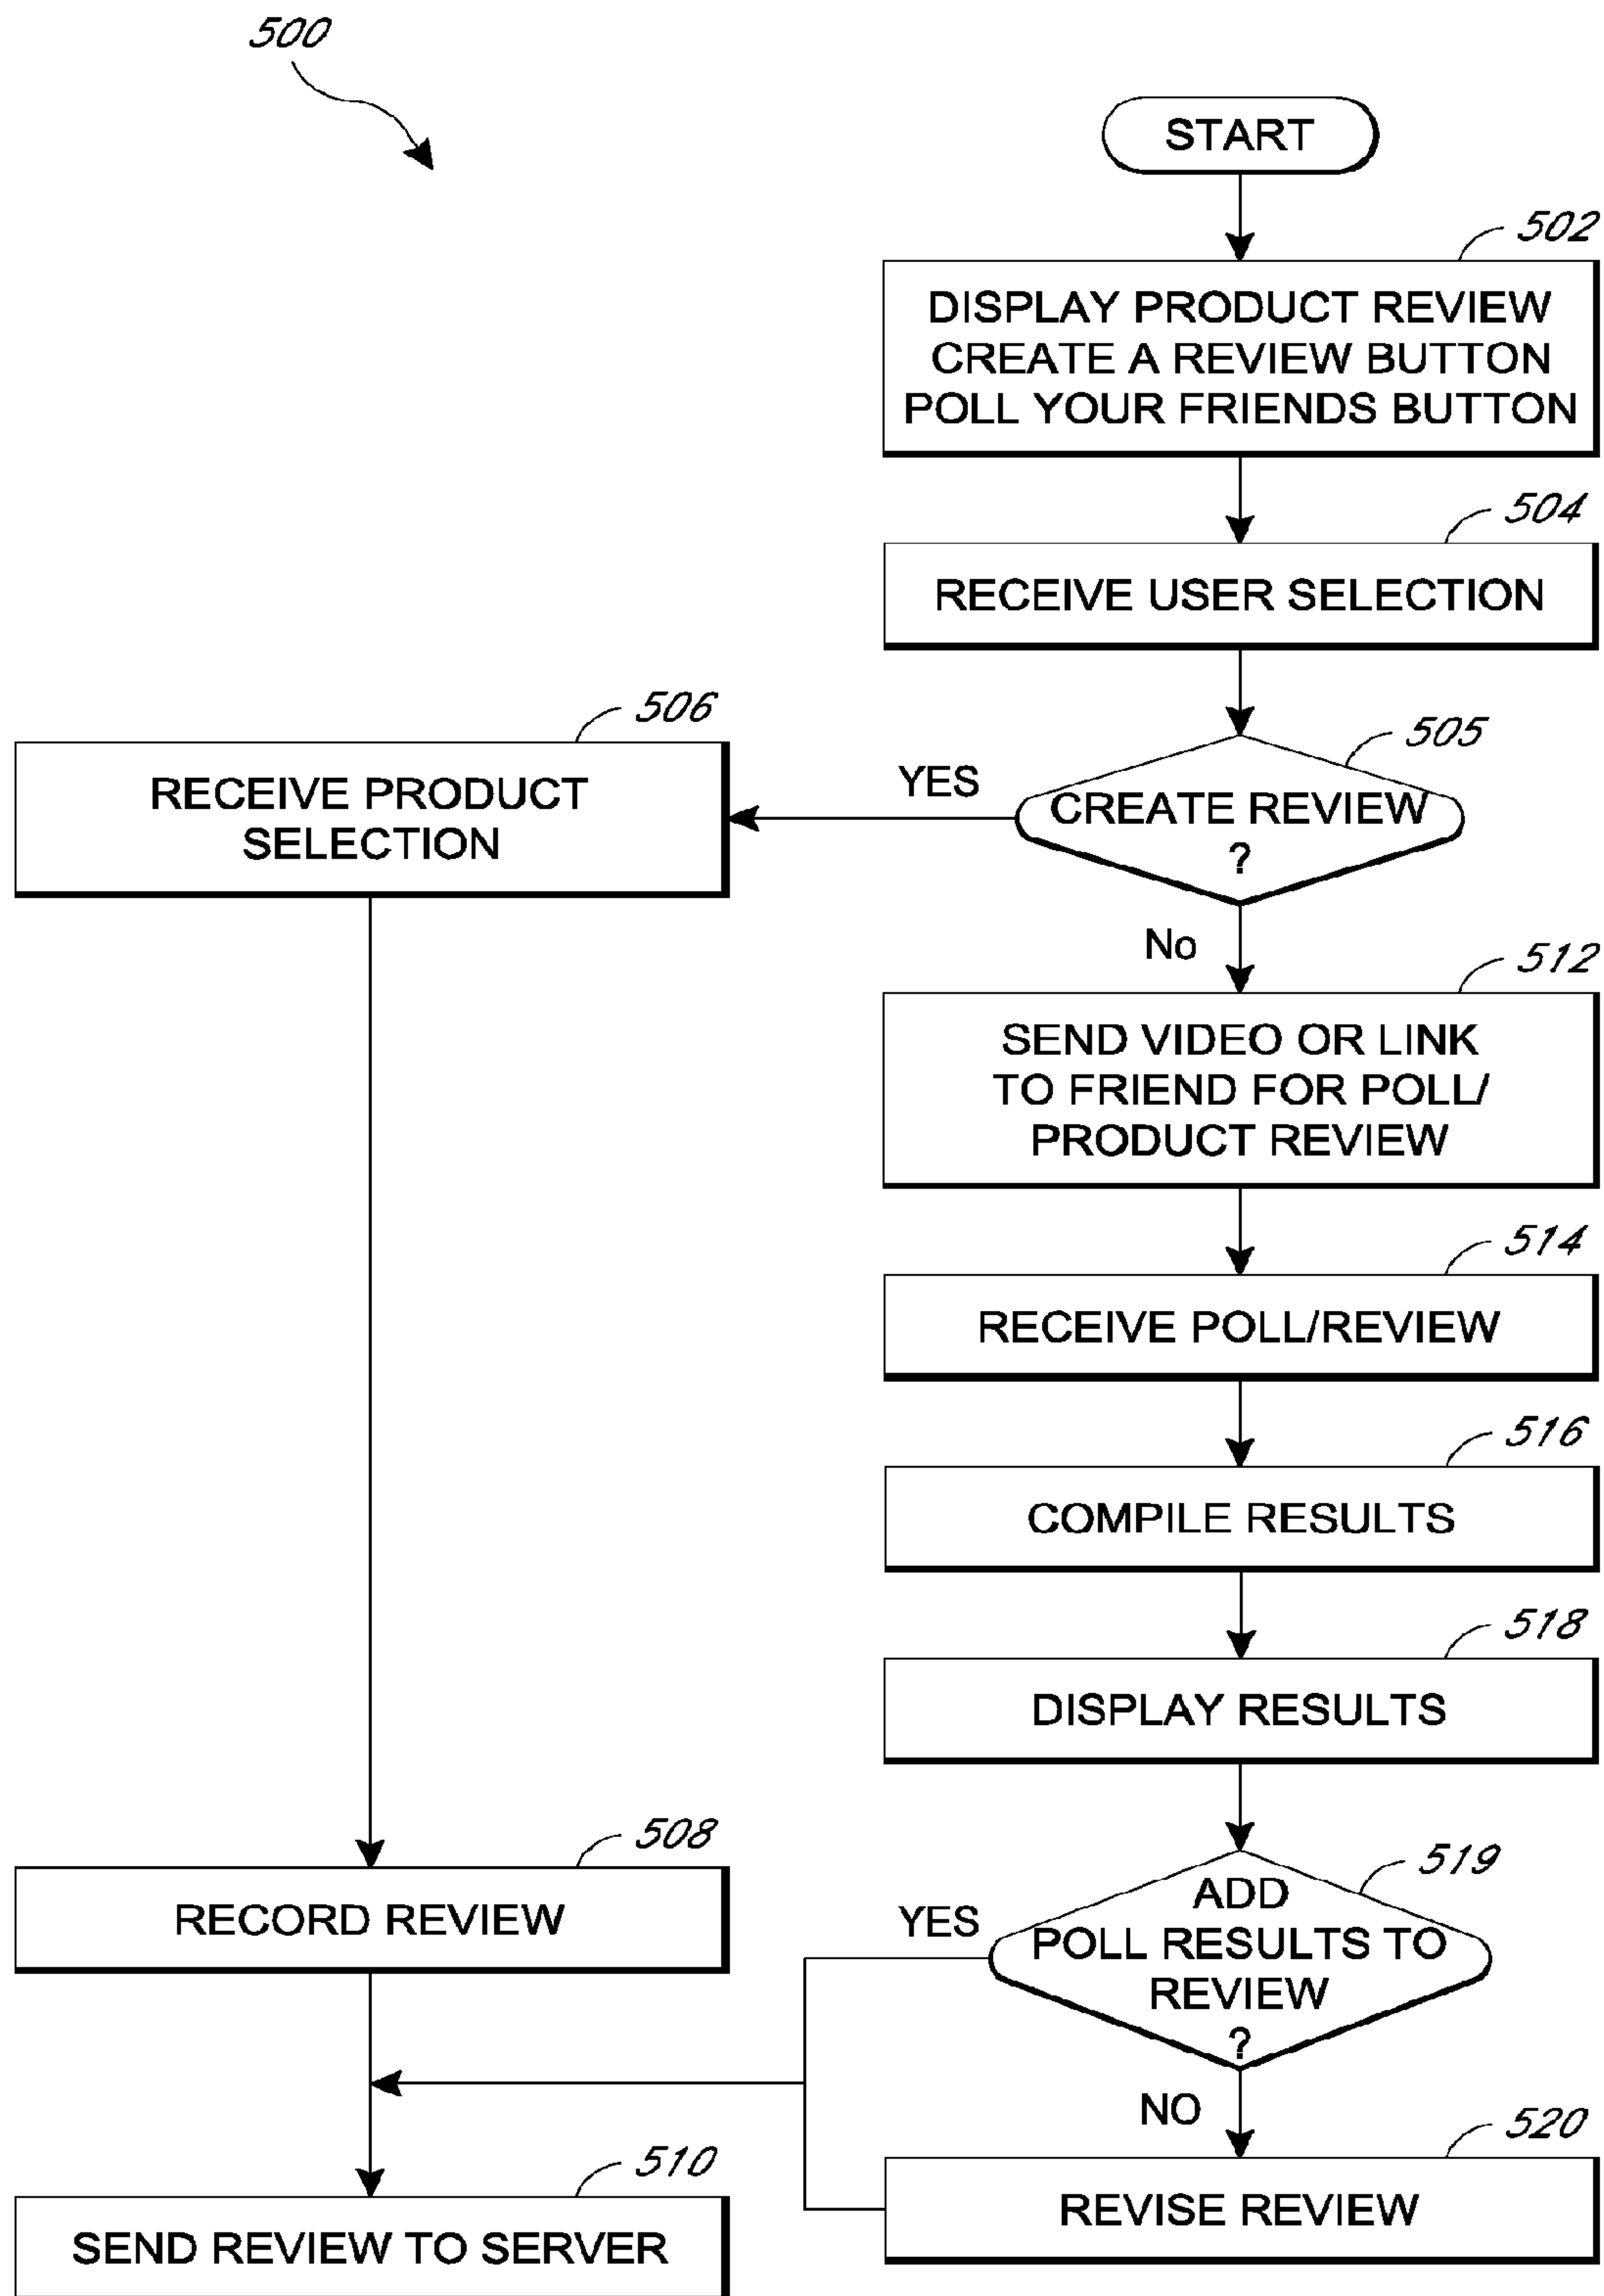 500
START
502
DISPLAY PRODUCT REVIEW
CREATE A REVIEW BUTTON
POLL YOUR FRIENDS BUTTON
504
RECEIVE USER SELECTION
505
CREATE REVIEW
?
YES
506
RECEIVE PRODUCT
SELECTION
No
512
SEND VIDEO OR LINK
TO FRIEND FOR POLL/
PRODUCT REVIEW
514
RECEIVE POLL/REVIEW
516
COMPILE RESULTS
518
DISPLAY RESULTS
508
RECORD REVIEW
519
ADD
POLL RESULTS TO
REVIEW
?
YES
NO
520
REVISE REVIEW
510
SEND REVIEW TO SERVER